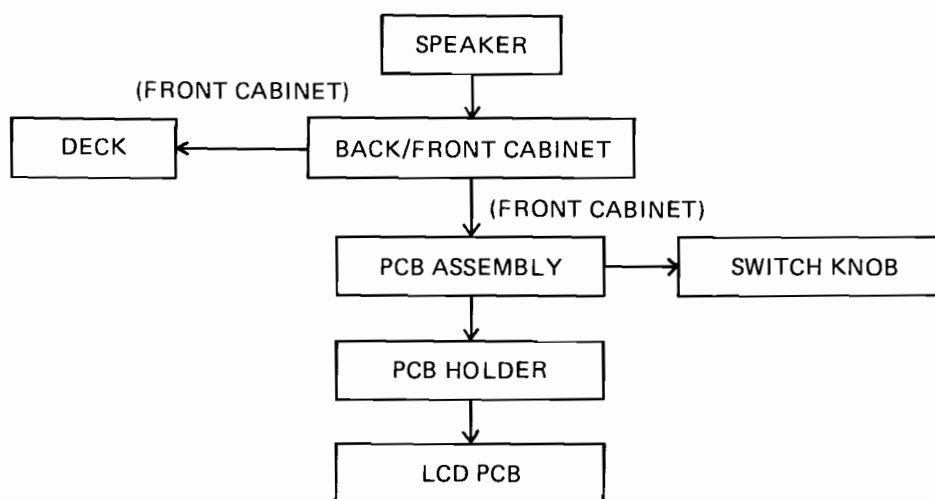 SPEAKER
(FRONT CABINET)
DECK
BACK/FRONT CABINET
(FRONT CABINET)
PCB ASSEMBLY
SWITCH KNOB
PCB HOLDER
LCD PCB